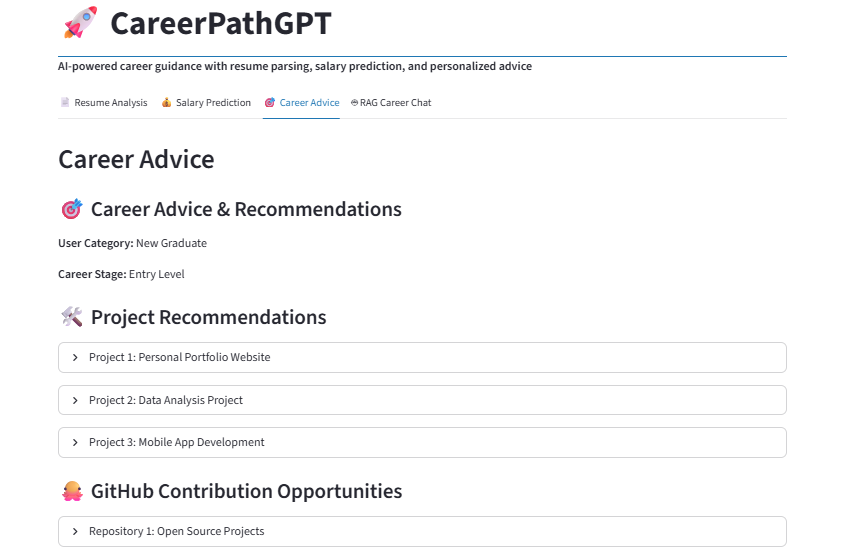 CareerPathGPT
AI-powered career guidance with resume parsing, salary prediction, and personalized advice
Resume Analysis Salary Prediction Career Advice RAG Career Chat
Career Advice
Career Advice & Recommendations
User Category: New Graduate
Career Stage: Entry Level
Project Recommendations
Project 1: Personal Portfolio Website
Project 2: Data Analysis Project
Project 3: Mobile App Development
GitHub Contribution Opportunities
Repository 1: Open Source Projects